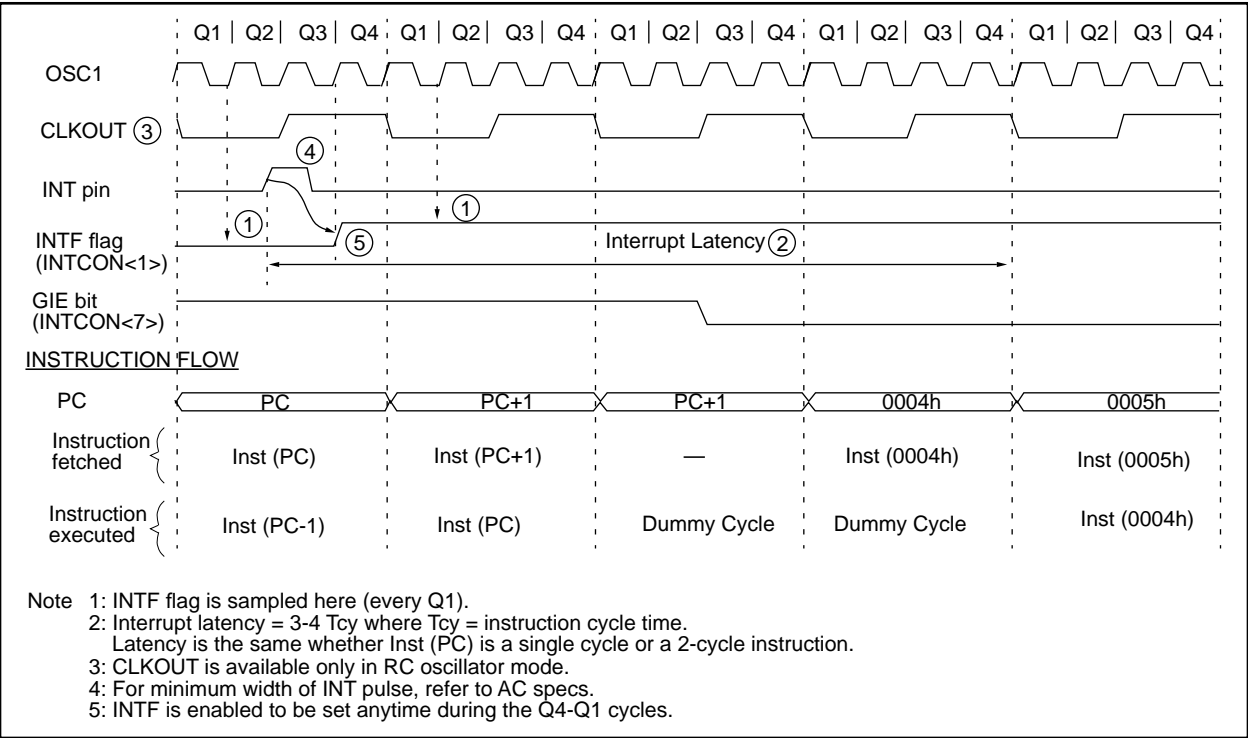 Q1 | Q2 | Q3 | Q4 Q1 | Q2 | Q3 | Q4 Q1 | Q2 | Q3 | Q4 Q1 | Q2 | Q3 | Q4 Q1 | Q2 | Q3 | Q4
OSC1
CLKOUT 3
4
INT pin
1
1
INTF flag
(INTCON<1>)
5
Interrupt Latency 2
GIE bit
(INTCON<7>)
INSTRUCTION FLOW
PC PC PC+1 PC+1 0004h 0005h
Instruction
fetched
Inst (PC) Inst (PC+1) — Inst (0004h) Inst (0005h)
Instruction
executed
Inst (PC-1) Inst (PC) Dummy Cycle Dummy Cycle Inst (0004h)
Note 1: INTF flag is sampled here (every Q1).
2: Interrupt latency = 3-4 Tcy where Tcy = instruction cycle time.
Latency is the same whether Inst (PC) is a single cycle or a 2-cycle instruction.
3: CLKOUT is available only in RC oscillator mode.
4: For minimum width of INT pulse, refer to AC specs.
5: INTF is enabled to be set anytime during the Q4-Q1 cycles.